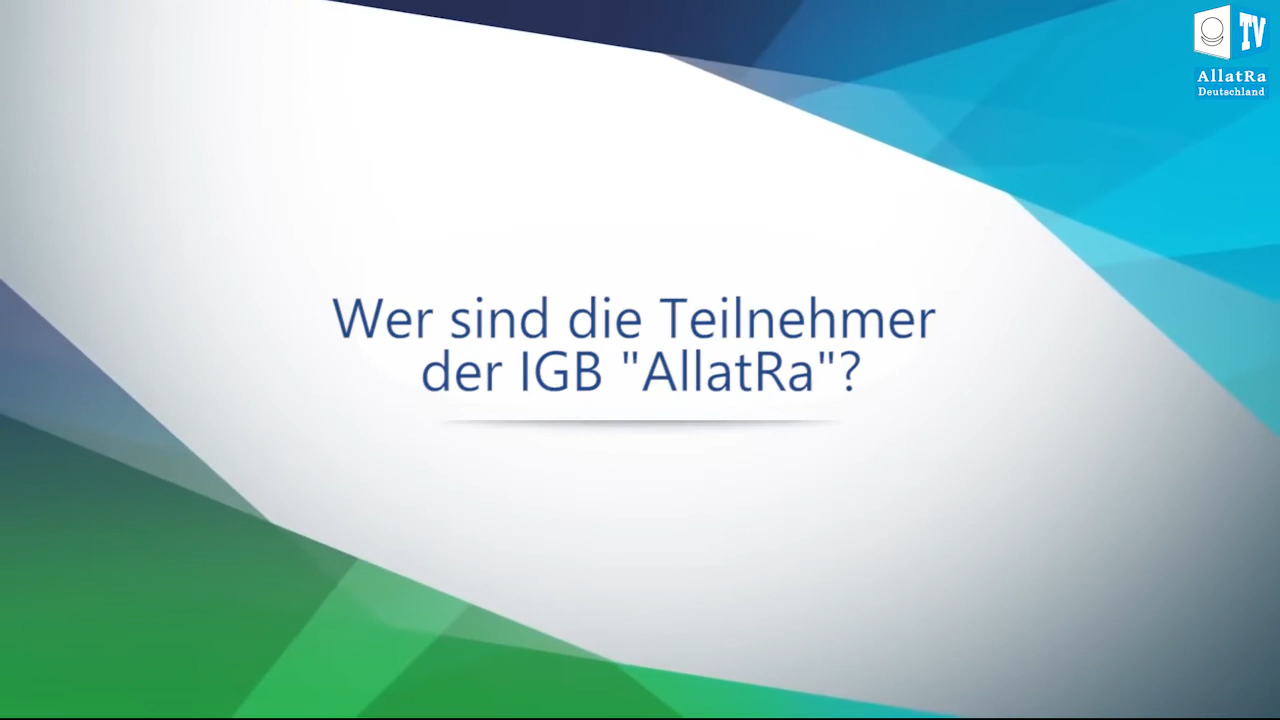 TV
AllatRa
Deutschland
Wer sind die Teilnehmer
der IGB "AllatRa"?